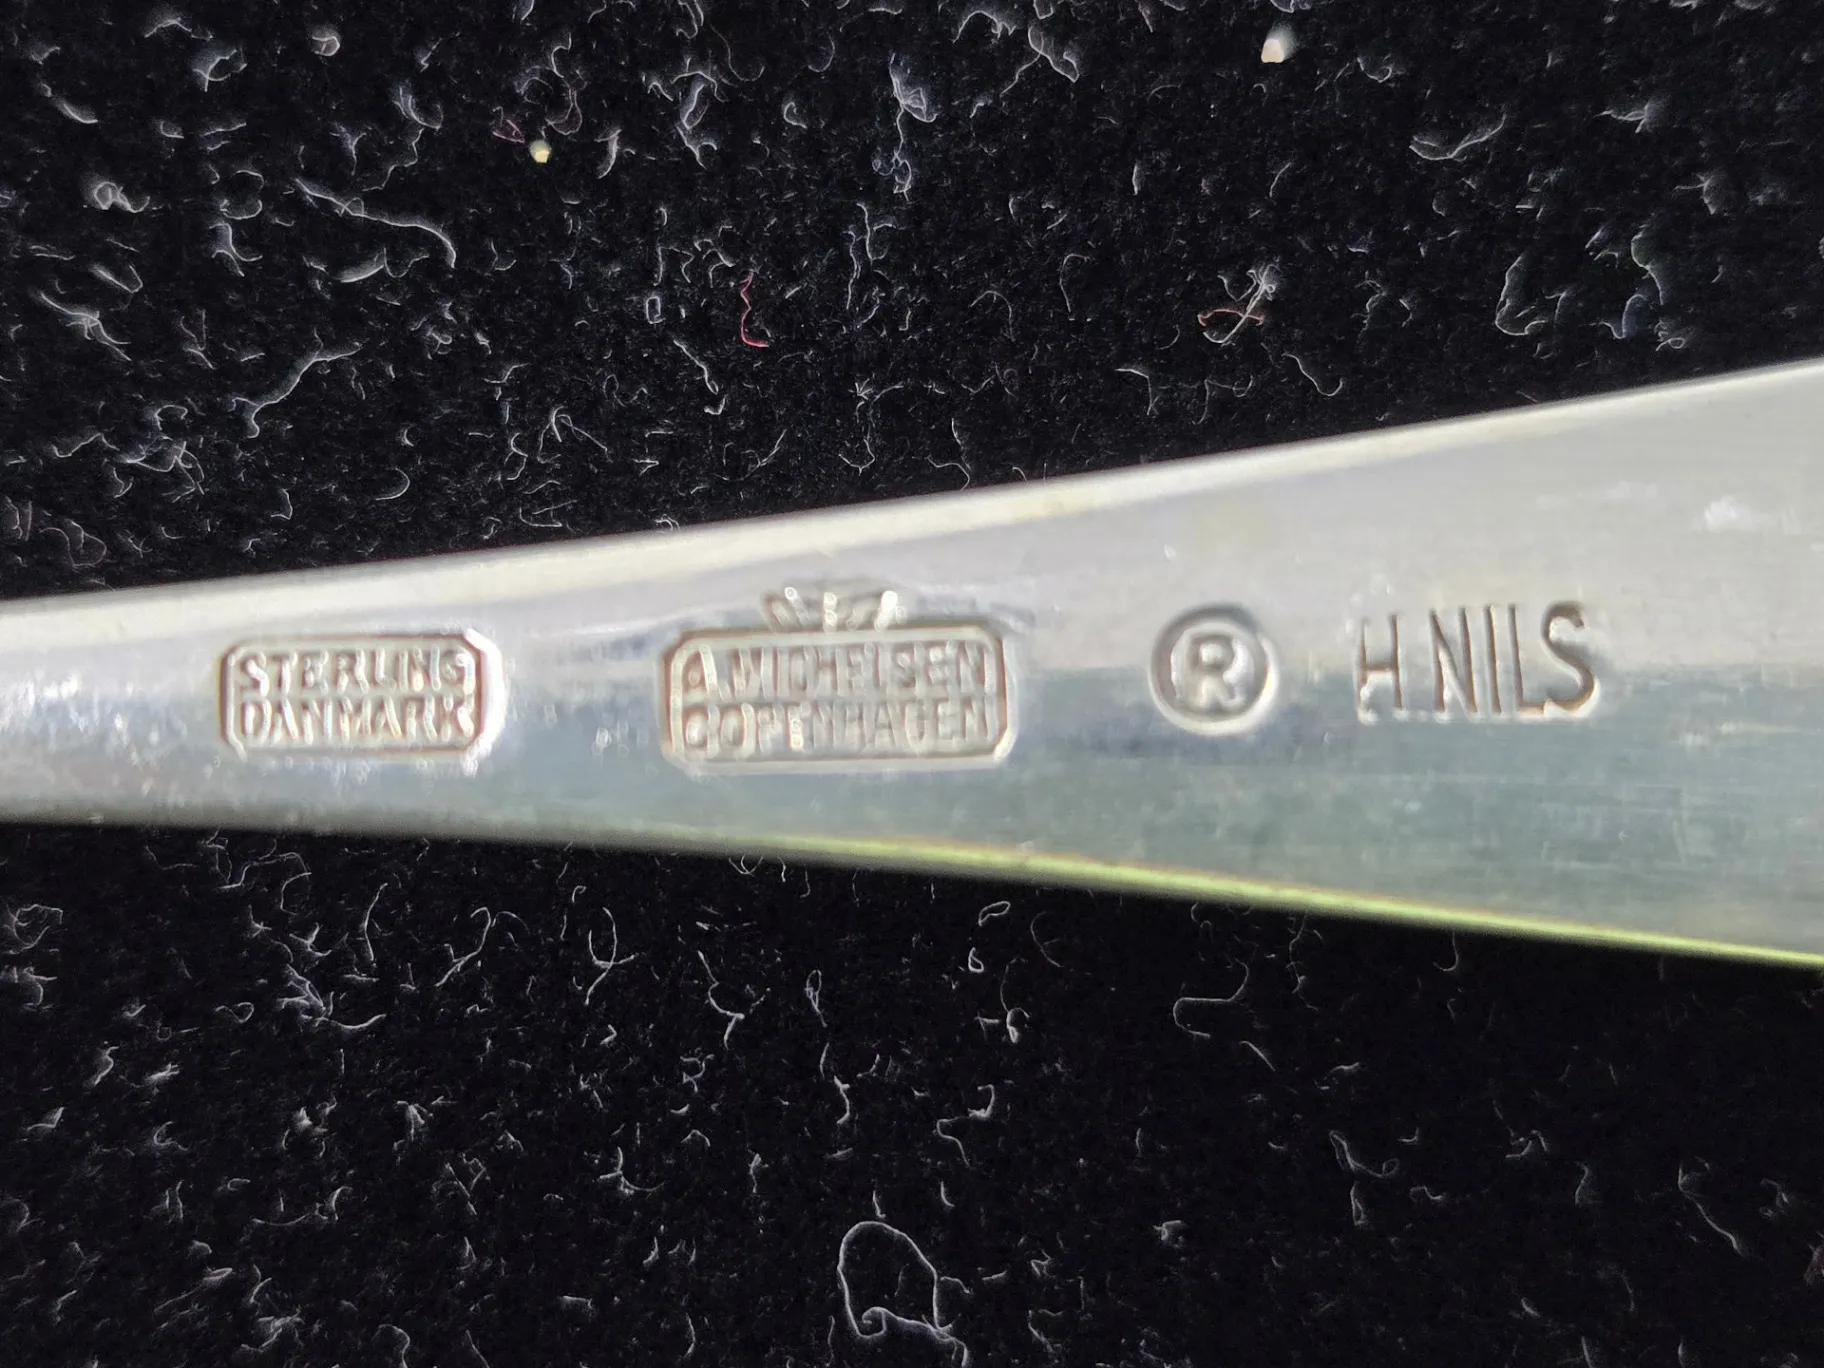 STERLING
DANMARK
A.MICHELSEN
COPENHAGEN
® H.NILS